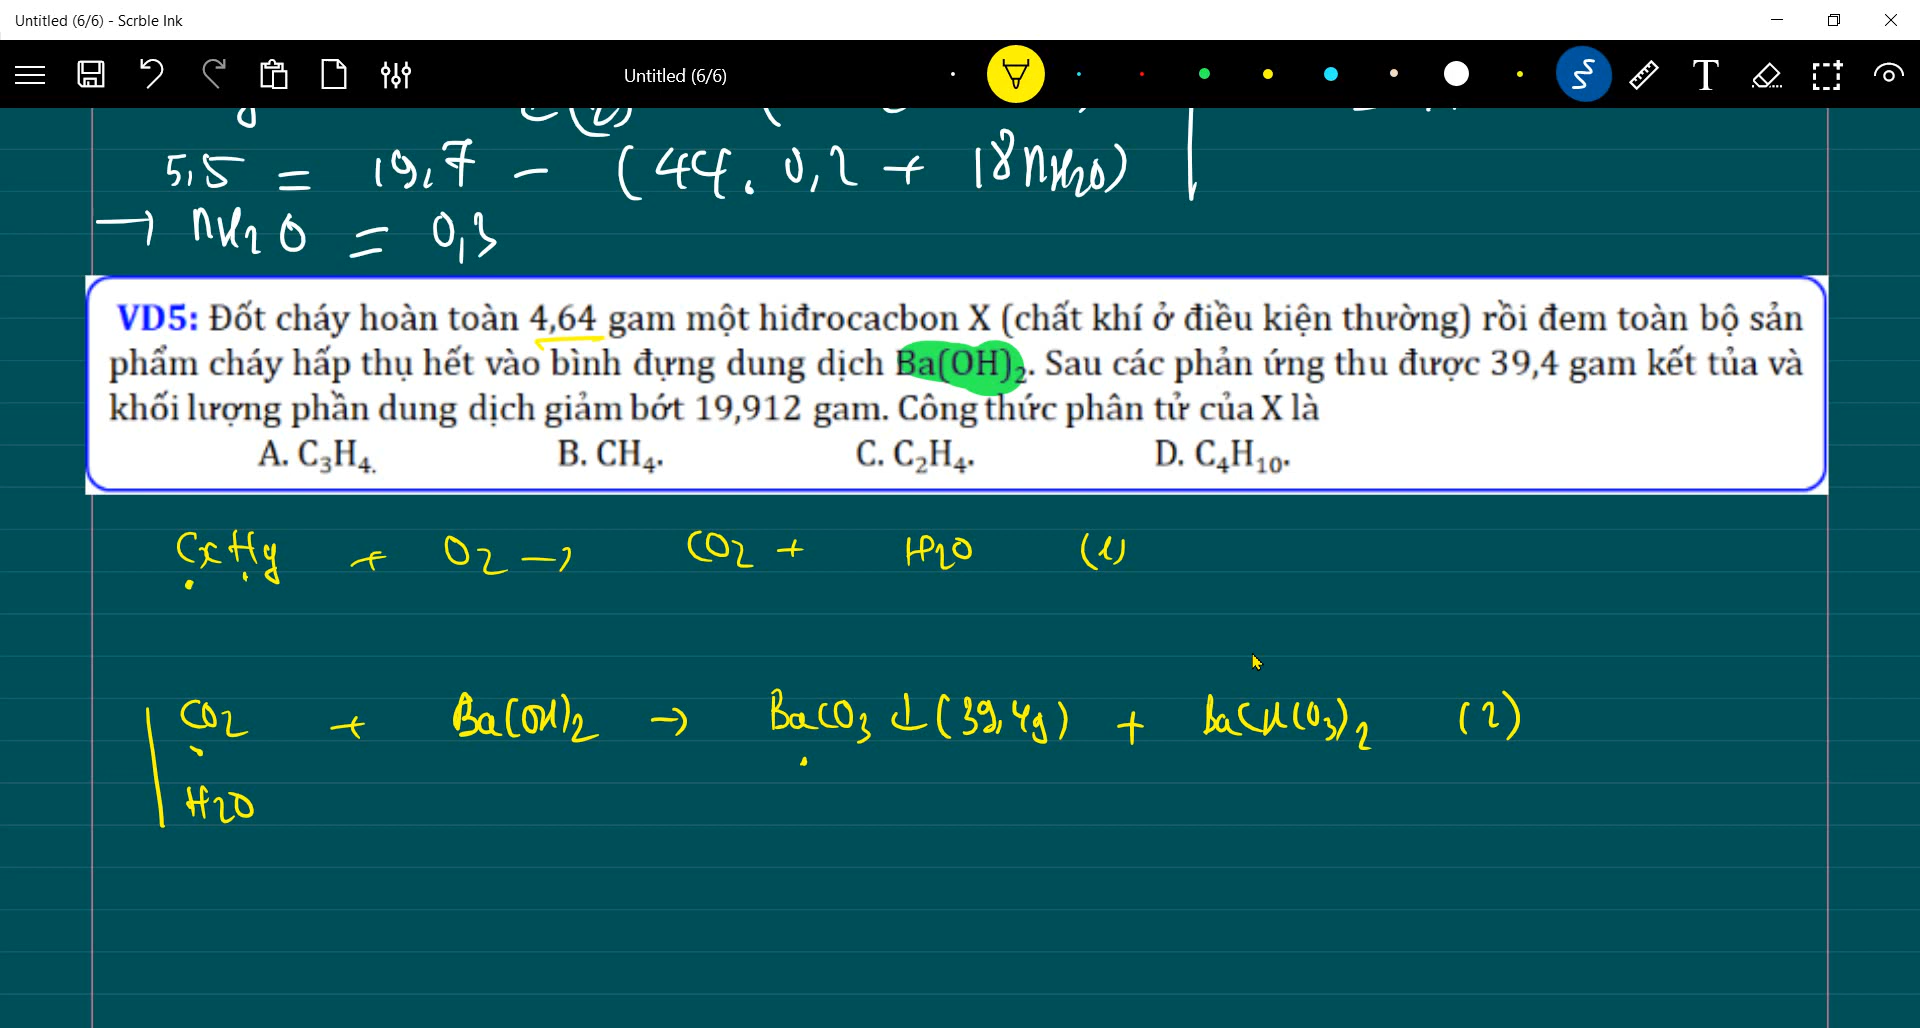 Untitled (6/6) - Scrble Ink
Untitled (6/6)
T
5,5 = 19,7 - (44. 0,2 + 18nH2O)
→ nH2O = 0,3
VD5: Đốt cháy hoàn toàn 4,64 gam một hiđrocacbon X (chất khí ở điều kiện thường) rồi đem toàn bộ sản
phẩm cháy hấp thụ hết vào bình đựng dung dịch Ba(OH)₂. Sau các phản ứng thu được 39,4 gam kết tủa và
khối lượng phần dung dịch giảm bớt 19,912 gam. Công thức phân tử của X là
A. C₃H₄. B. CH₄. C. C₂H₄. D. C₄H₁₀.
CxHy + O2 → CO2 + H2O (1)
CO2 + Ba(OH)2 → BaCO3 ↓ (39,4g) + Ba(HCO3)2 (2)
H2O